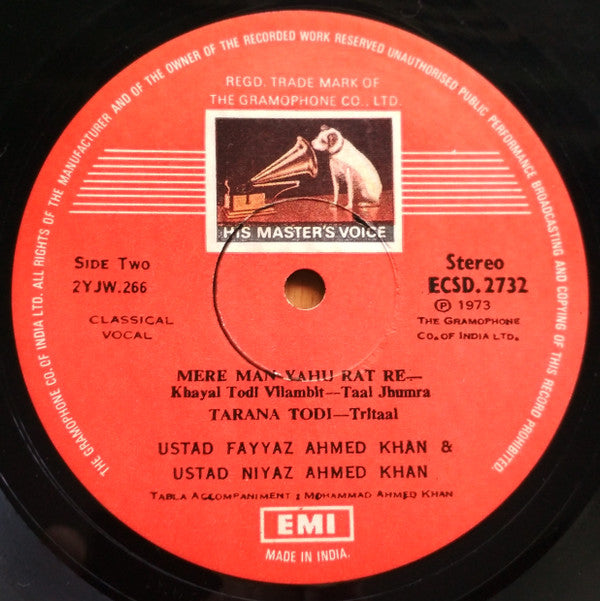 THE GRAMOPHONE CO. OF INDIA LTD. ALL RIGHTS OF THE MANUFACTURER AND OF THE OWNER OF THE RECORDED WORK RESERVED UNAUTHORISED PUBLIC PERFORMANCE BROADCASTING AND COPYING OF THIS RECORD PROHIBITED.
REGD. TRADE MARK OF
THE GRAMOPHONE CO., LTD.
HIS MASTER'S VOICE
SIDE TWO
2YJW.266
CLASSICAL
VOCAL
Stereo
ECSD.2732
Ⓟ 1973
THE GRAMOPHONE
CO. OF INDIA LTD.
MERE MAN YAHU RAT RE—
Khayal Todi Vilambit—Taal Jhumra
TARANA TODI—Tritaal
USTAD FAYYAZ AHMED KHAN &
USTAD NIYAZ AHMED KHAN
TABLA ACCOMPANIMENT : MOHAMMAD AHMED KHAN
EMI
MADE IN INDIA.